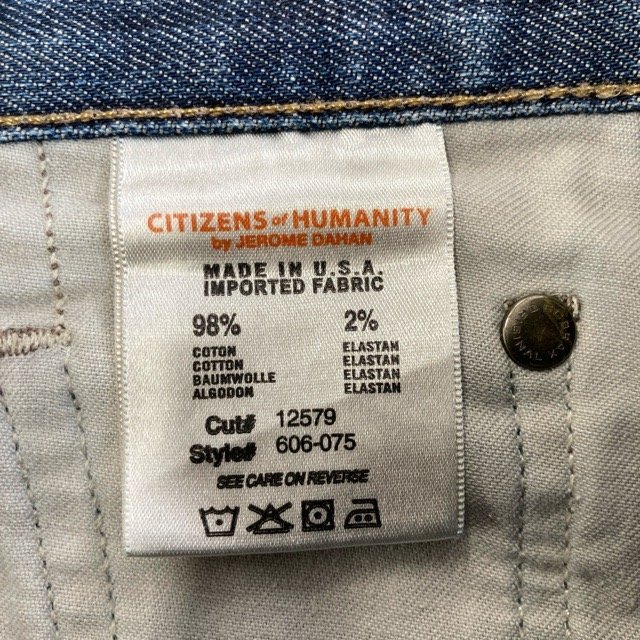 CITIZENS of HUMANITY
by JEROME DAHAN
MADE IN U.S.A.
IMPORTED FABRIC
98% 2%
COTON ELASTAN
COTTON ELASTAN
BAUMWOLLE ELASTAN
ALGODON ELASTAN
Cut# 12579
Style# 606-075
SEE CARE ON REVERSE
ORIGINAL